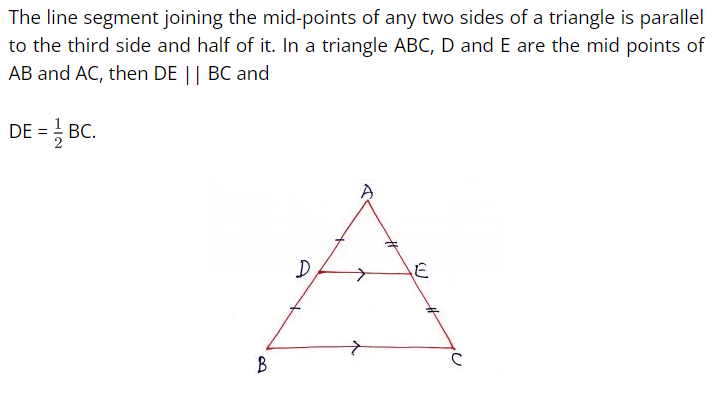 The line segment joining the mid-points of any two sides of a triangle is parallel
to the third side and half of it. In a triangle ABC, D and E are the mid points of
AB and AC, then DE || BC and
DE = 1/2 BC.
A
D E
B C